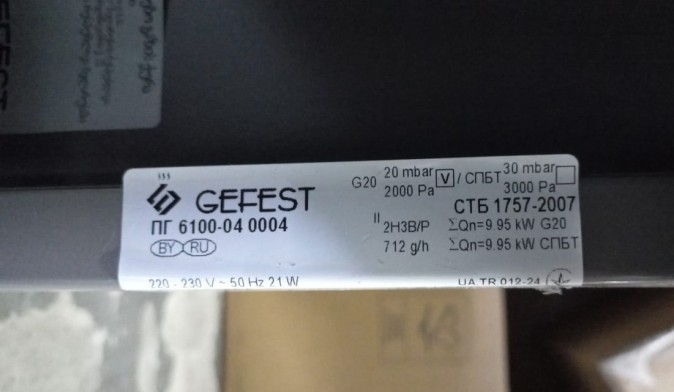 GEFEST
ПГ 6100-04 0004
BY RU
220 - 230 V ~ 50 Hz 21 W
G20 20 mbar 2000 Pa V / СПБТ 30 mbar 3000 Pa
СТБ 1757-2007
II 2H3B/P ΣQn=9.95 kW G20
712 g/h ΣQn=9.95 kW СПБТ
UA TR 012-24